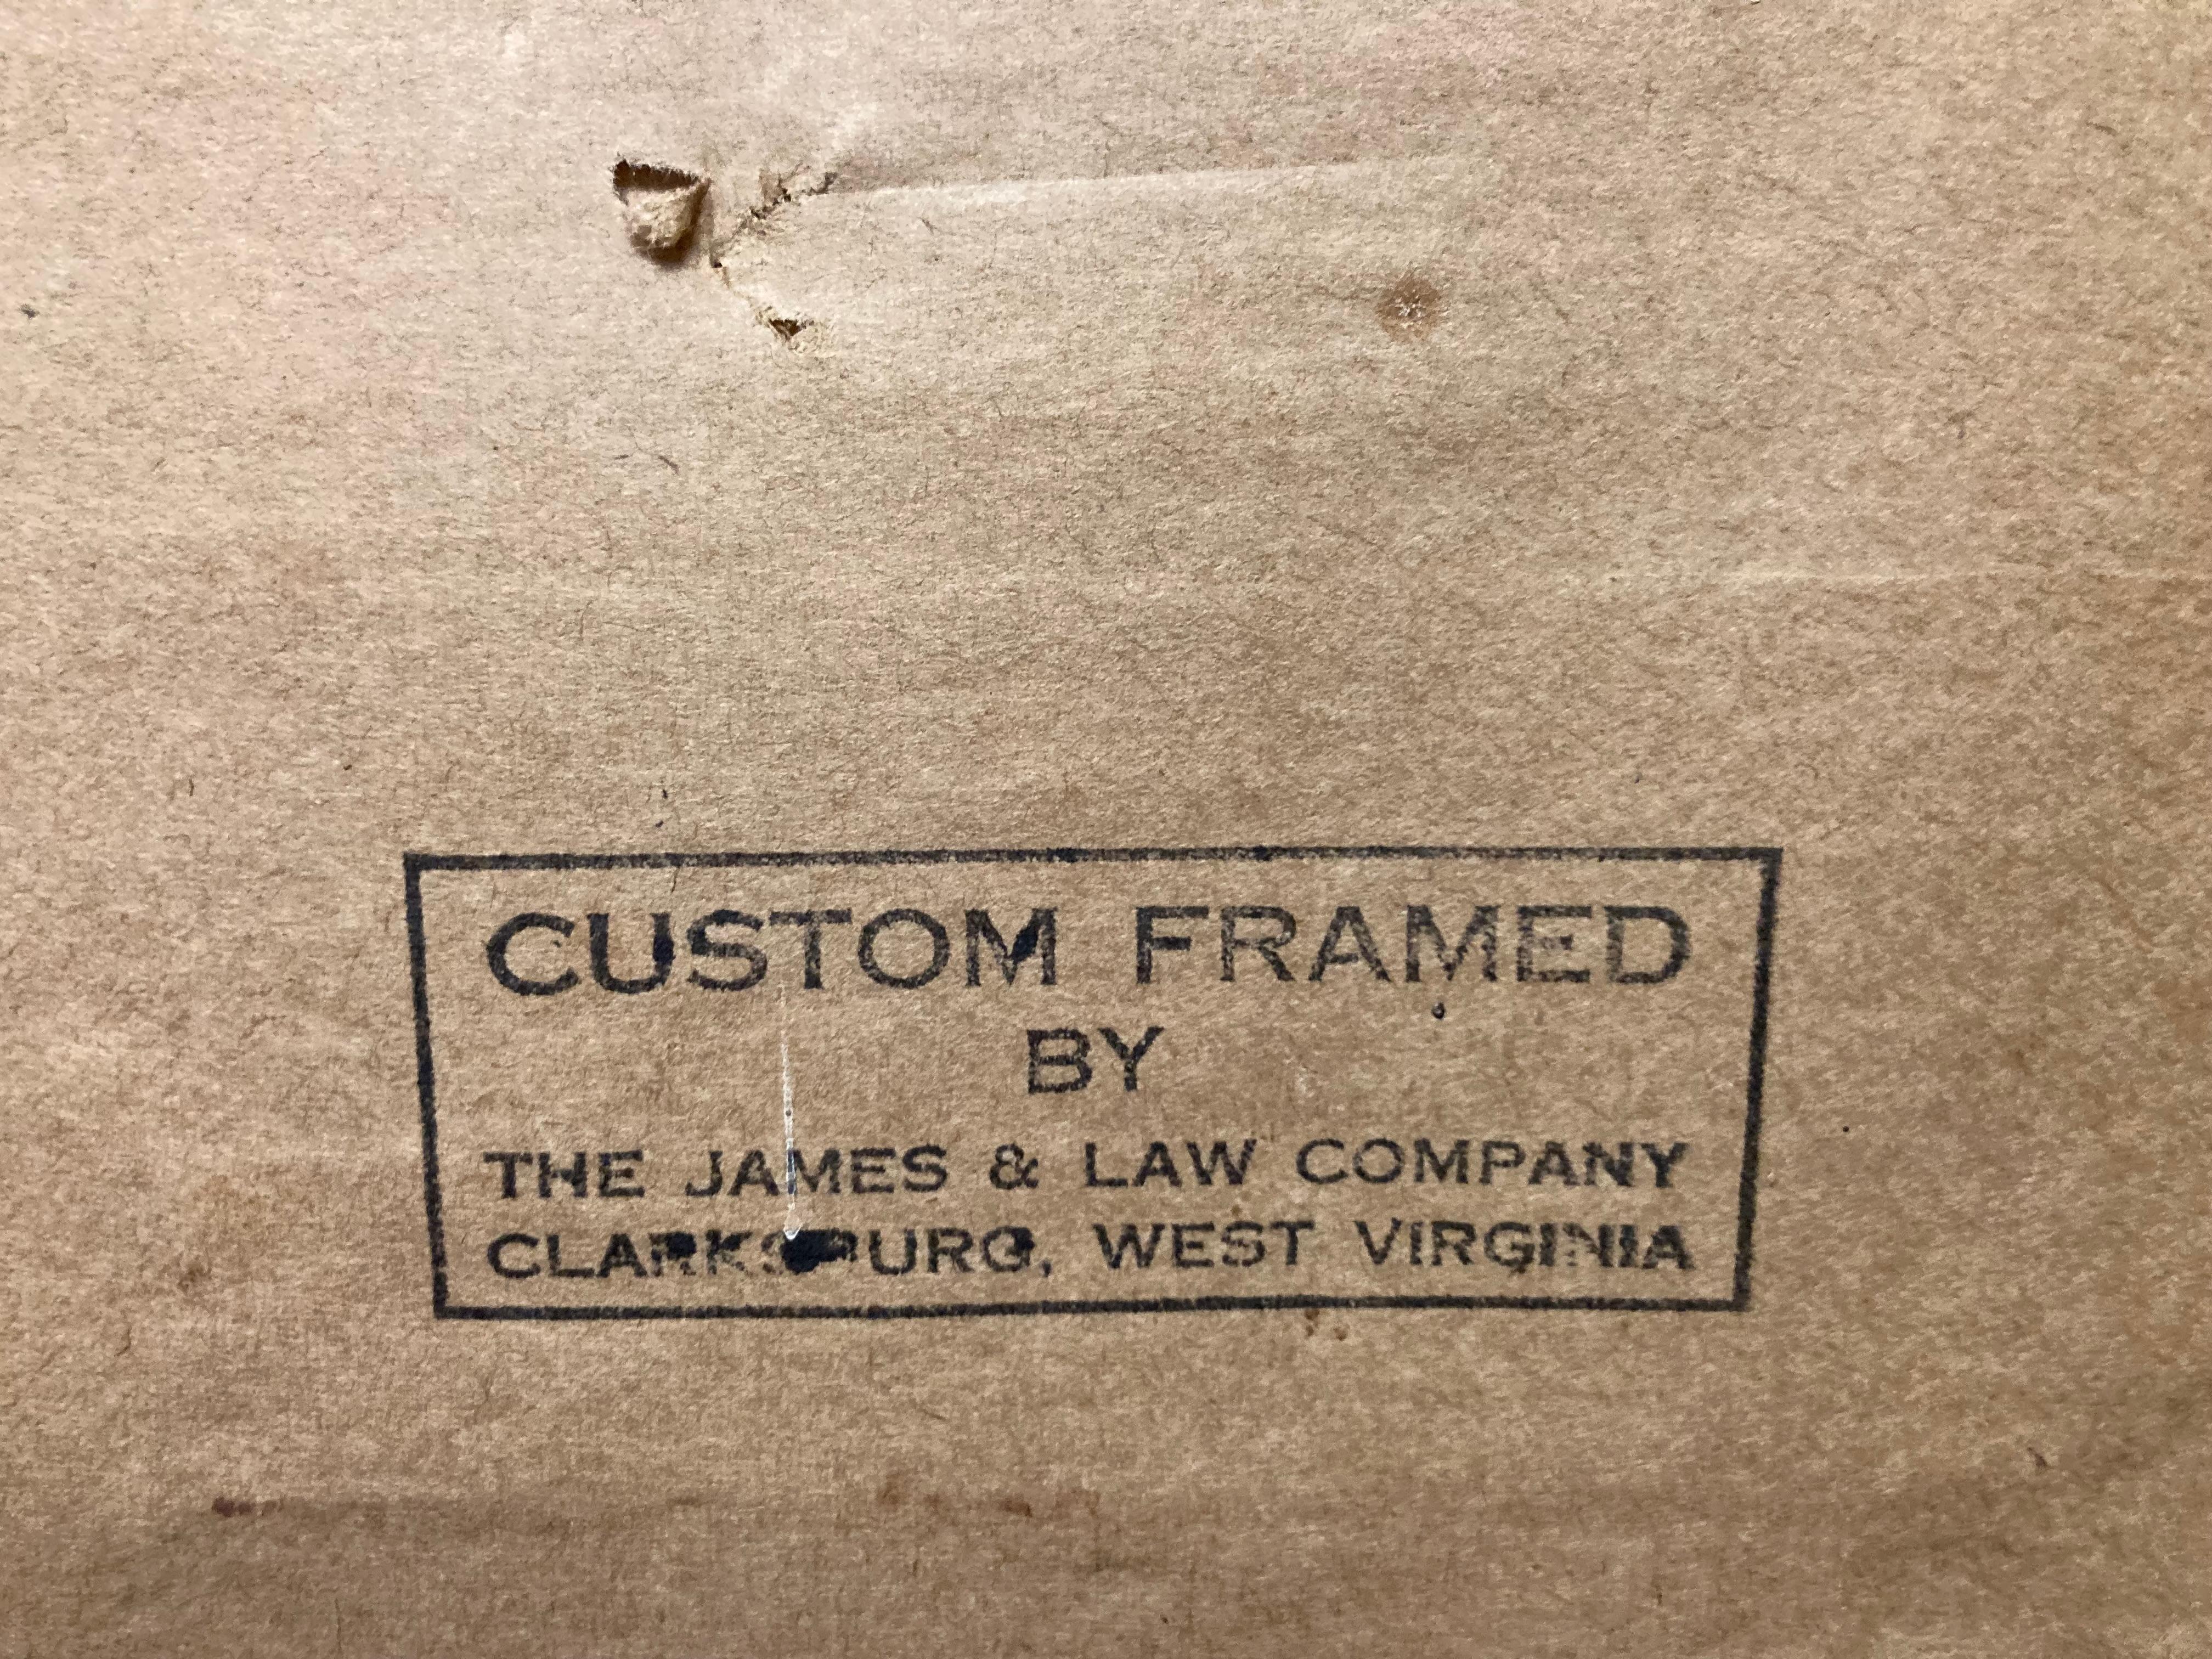 CUSTOM FRAMED
BY
THE JAMES & LAW COMPANY
CLARKSBURG, WEST VIRGINIA